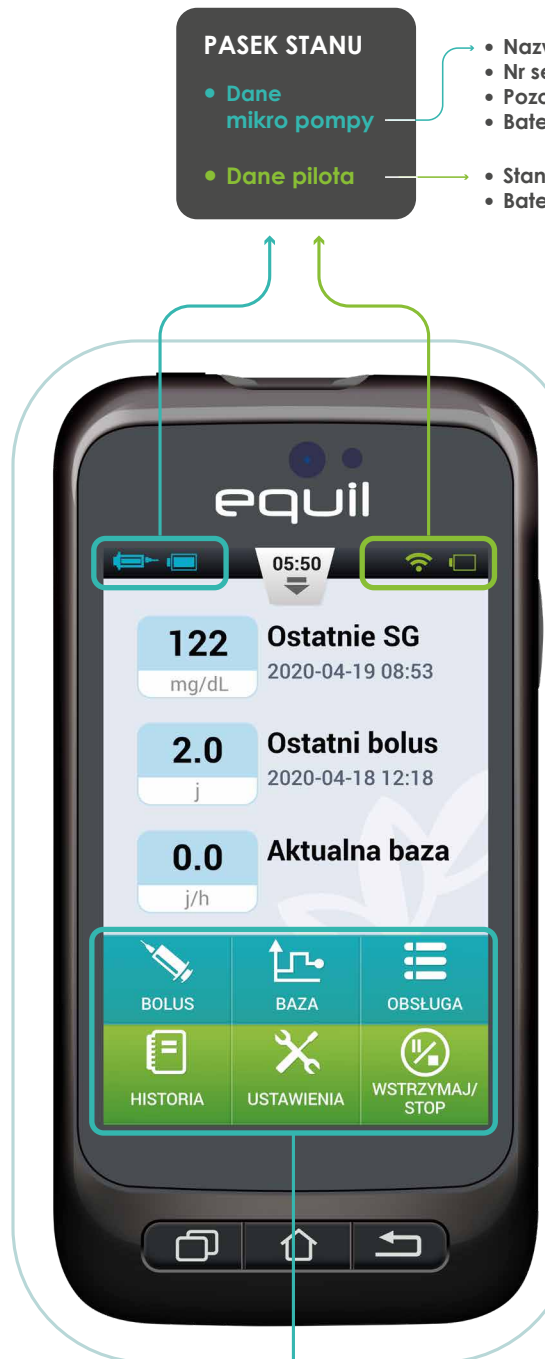 PASEK STANU
• Dane
mikro pompy
• Dane pilota
• Nr
•
•
• Stan
•
equil
05:50
122
mg/dL
Ostatnie SG
2020-04-19 08:53
2.0
j
Ostatni bolus
2020-04-18 12:18
0.0
j/h
Aktualna baza
BOLUS
BAZA
OBSŁUGA
HISTORIA
USTAWIENIA
WSTRZYMAJ/
STOP